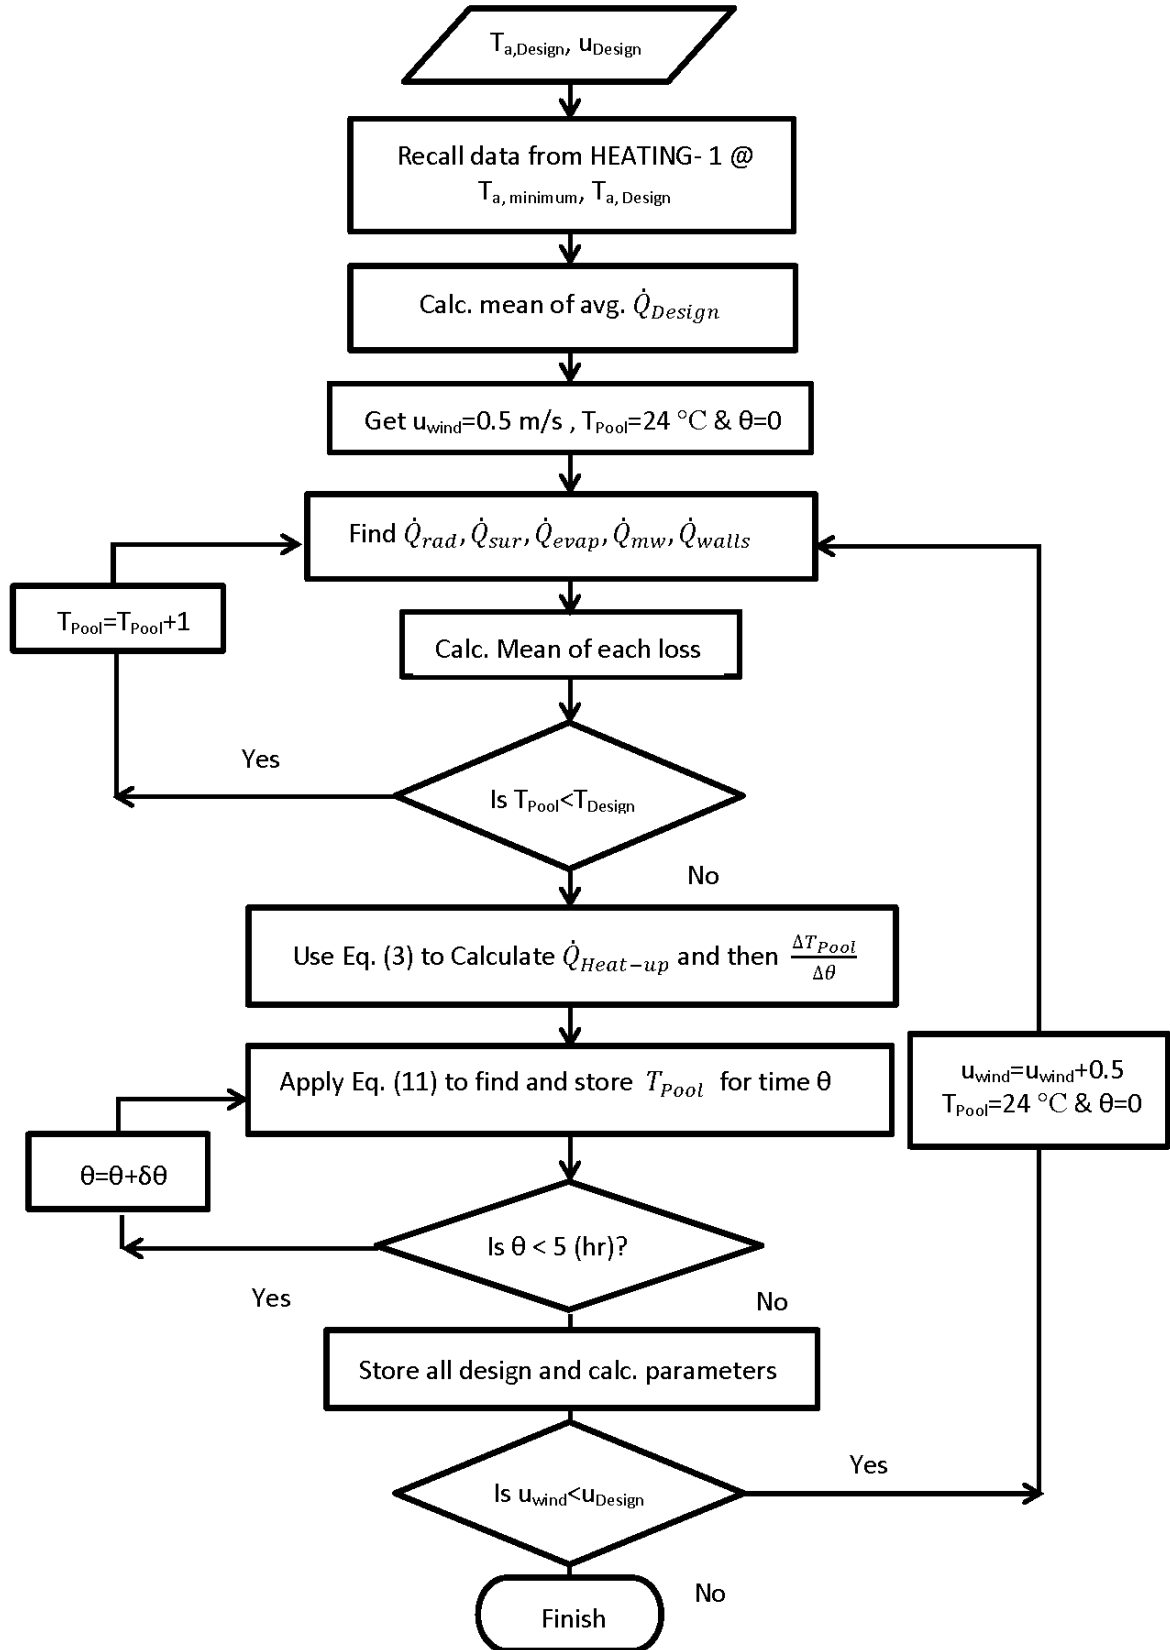 Ta,Design, uDesign
Recall data from HEATING- 1 @
Ta, minimum, Ta, Design
Calc. mean of avg. Q̇Design
Get uwind=0.5 m/s , TPool=24 °C & θ=0
Find Q̇rad, Q̇sur, Q̇evap, Q̇mw, Q̇walls
TPool=TPool+1
Calc. Mean of each loss
Yes
Is TPool<TDesign
No
Use Eq. (3) to Calculate Q̇Heat−up and then ΔTPool/Δθ
Apply Eq. (11) to find and store TPool for time θ
uwind=uwind+0.5
TPool=24 °C & θ=0
θ=θ+δθ
Is θ < 5 (hr)?
Yes
No
Store all design and calc. parameters
Yes
Is uwind<uDesign
No
Finish